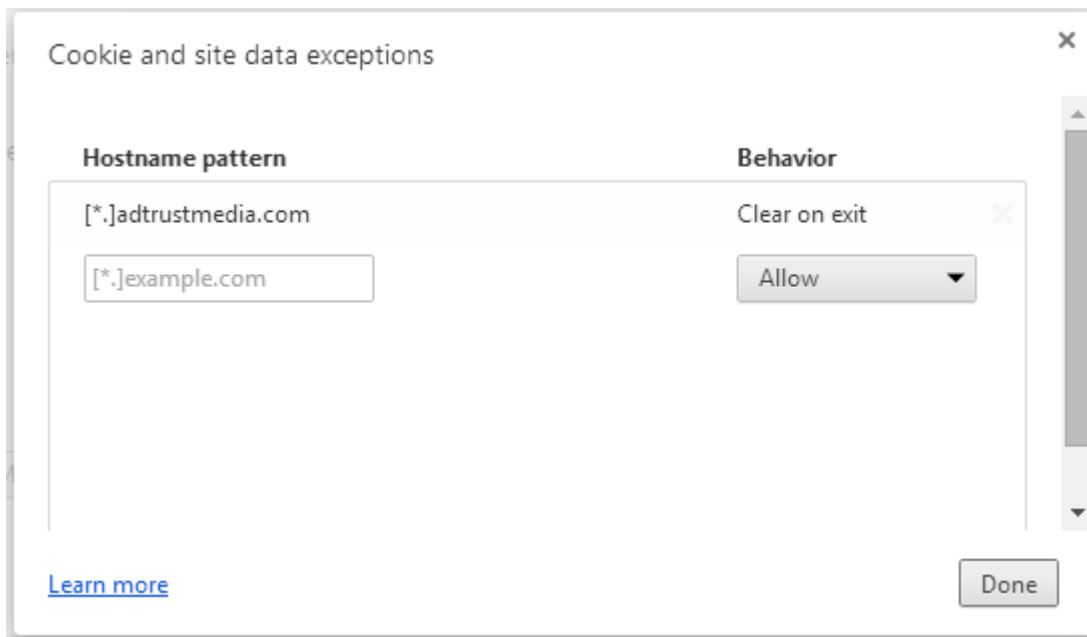 Cookie and site data exceptions
Hostname pattern Behavior
[*.]adtrustmedia.com Clear on exit
[*.]example.com Allow
Learn more Done